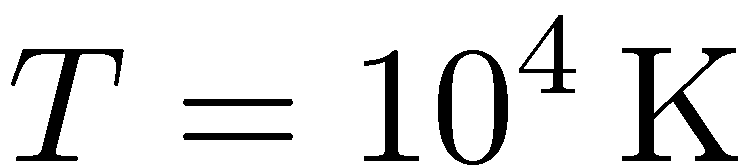 T = 10⁴ K